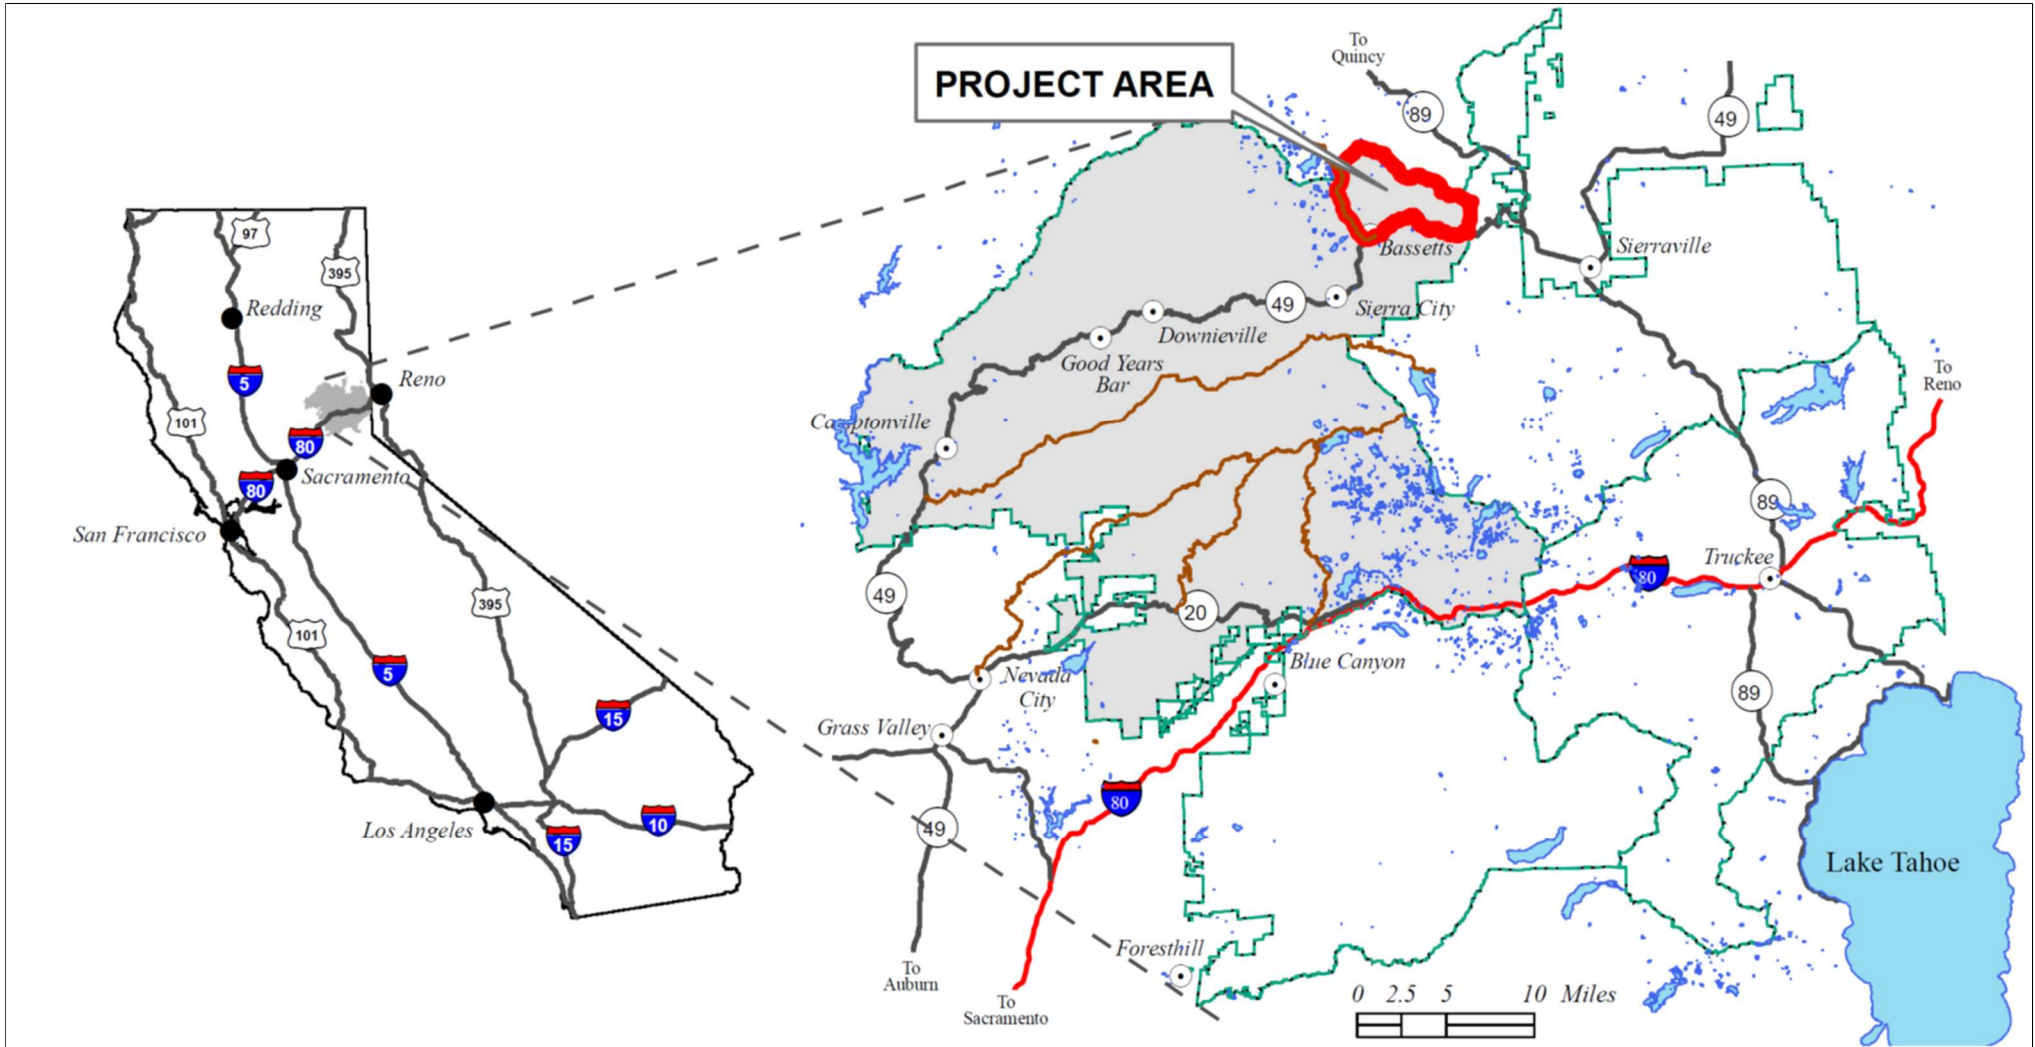 97
395
Redding
5
Reno
101
80
Sacramento
80
San Francisco
395
101
5
15
15
10
Los Angeles
PROJECT AREA
To
Quincy
89
49
Bassetts
Sierraville
49
Sierra City
Downieville
Good Years
Bar
To
Reno
Camptonville
89
49
Truckee
80
20
Blue Canyon
Nevada
City
89
Grass Valley
80
49
Lake Tahoe
Foresthill
To
Auburn
To
Sacramento
0 2.5 5 10 Miles